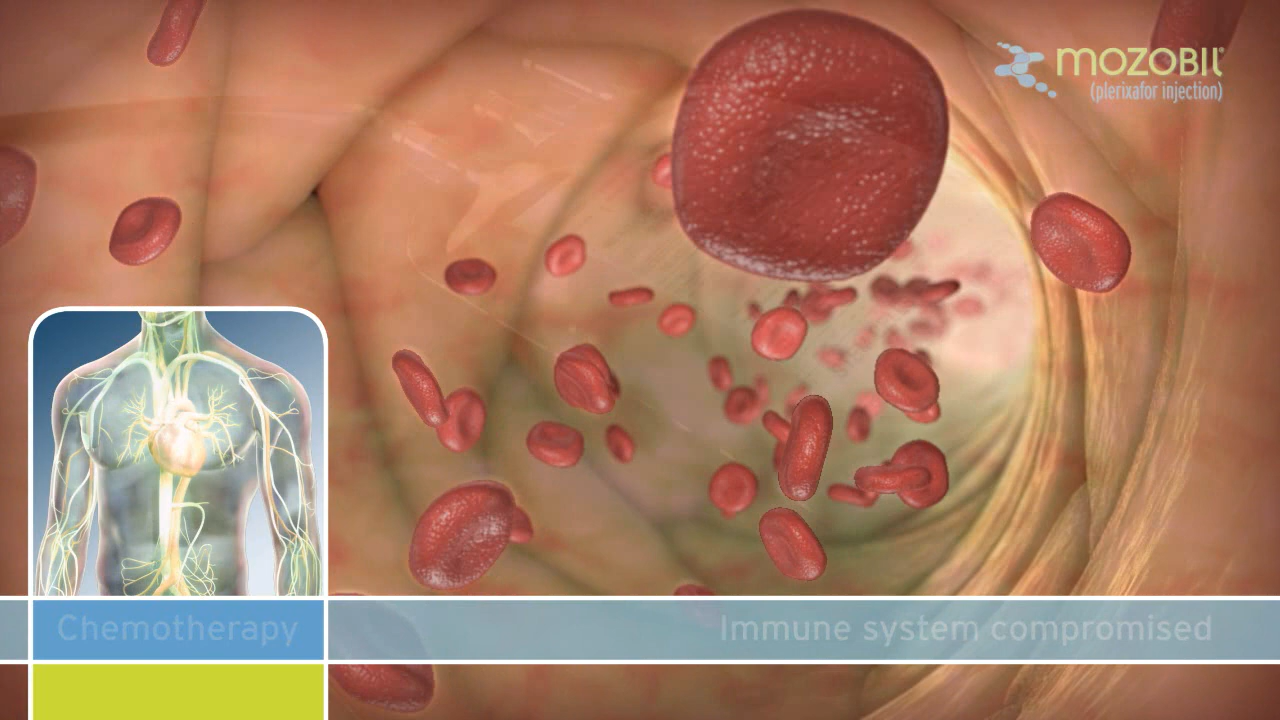 MOZOBIL®
(plerixafor injection)
Chemotherapy
Immune system compromised